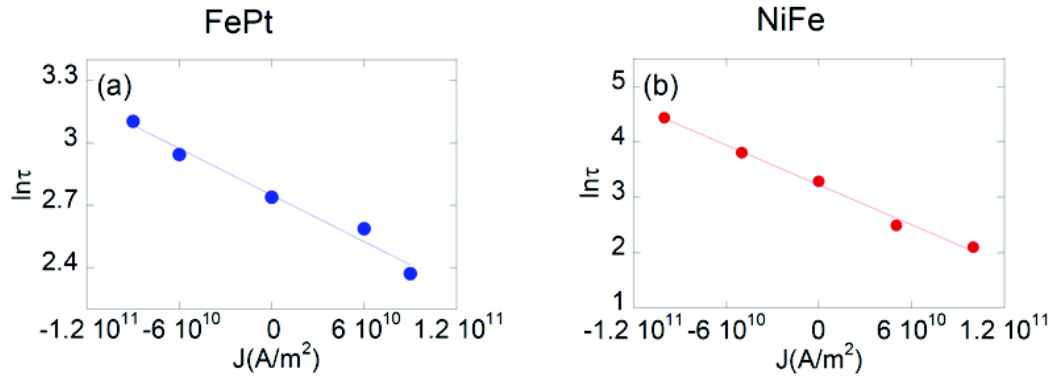 FePt
NiFe
(a)
3.3
3
2.7
2.4
lnτ
-1.2 10¹¹ -6 10¹⁰ 0 6 10¹⁰ 1.2 10¹¹
J(A/m²)
(b)
5
4
3
2
1
lnτ
-1.2 10¹¹ -6 10¹⁰ 0 6 10¹⁰ 1.2 10¹¹
J(A/m²)